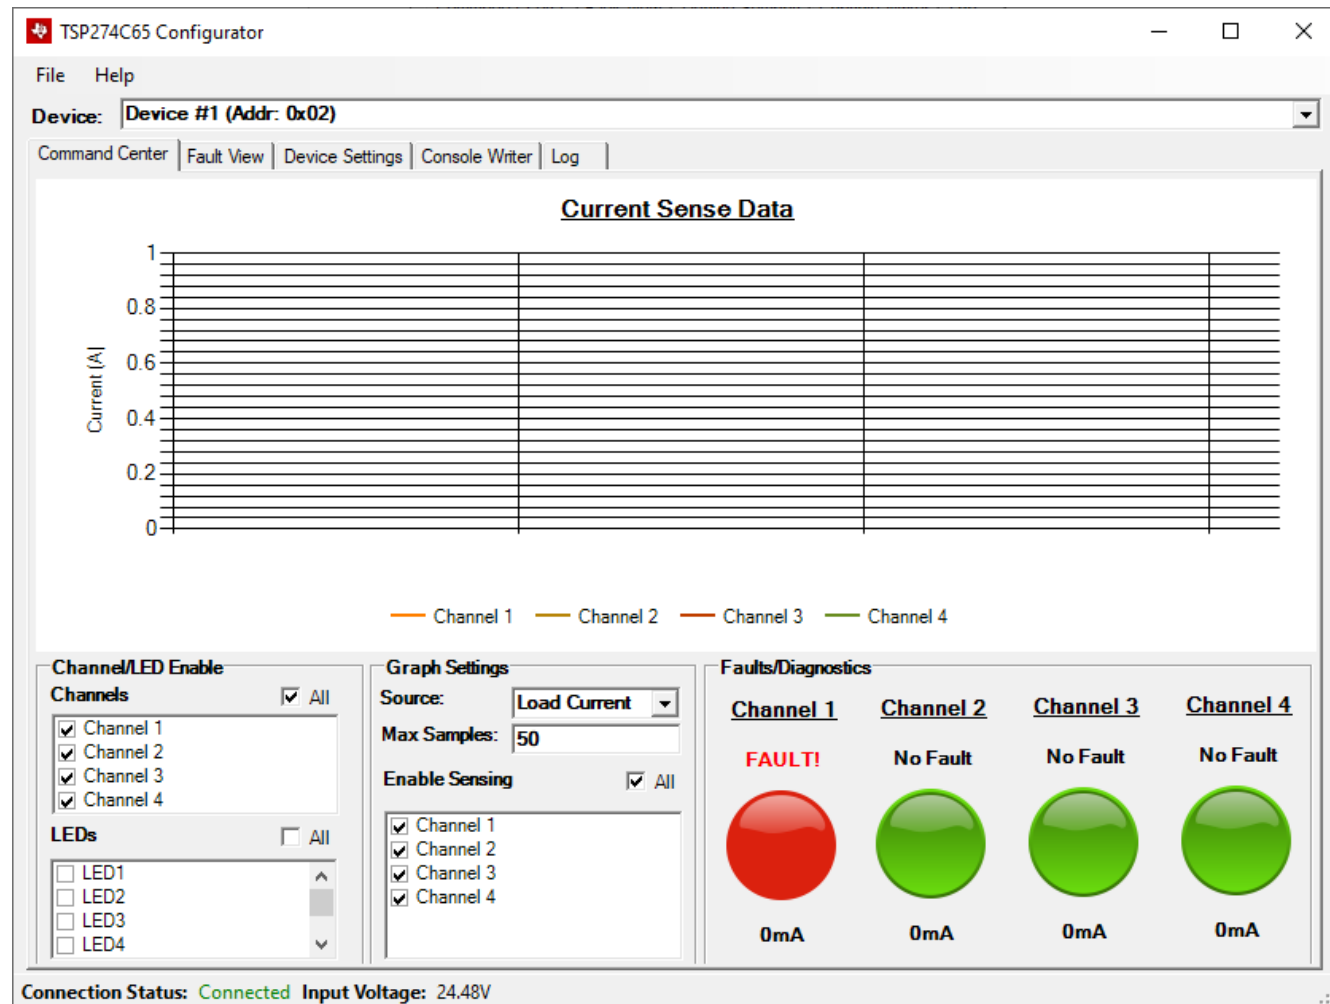 TSP274C65 Configurator
File Help
Device: Device #1 (Addr: 0x02)
Command Center Fault View Device Settings Console Writer Log
Current Sense Data
1
0.8
0.6
0.4
0.2
0
Current (A)
Channel 1 Channel 2 Channel 3 Channel 4
Channel/LED Enable
Channels All
Channel 1
Channel 2
Channel 3
Channel 4
LEDs All
LED1
LED2
LED3
LED4
Graph Settings
Source: Load Current
Max Samples: 50
Enable Sensing All
Channel 1
Channel 2
Channel 3
Channel 4
Faults/Diagnostics
Channel 1 Channel 2 Channel 3 Channel 4
FAULT! No Fault No Fault No Fault
0mA 0mA 0mA 0mA
Connection Status: Connected Input Voltage: 24.48V